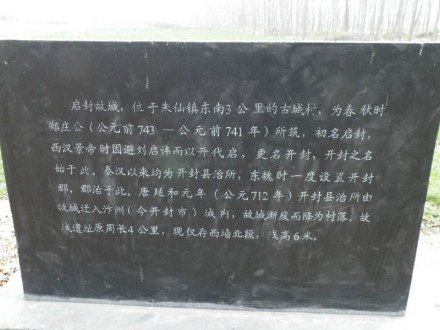 启封故城，位于朱仙镇东南3公里的古城村，为春秋时
郑庄公（公元前743—公元前741年）所筑，初名启封，
西汉景帝时因避刘启讳而以开代启，更名开封，开封之名
始于此。秦汉以来均为开封县治所，东魏时一度设置开封
郡，郡治于此。唐延和元年（公元712年）开封县治所由
故城迁入汴州（今开封市）城内，故城渐废而降为村落。故
城遗址原周长4公里，现仅存西墙北段，残高6米。